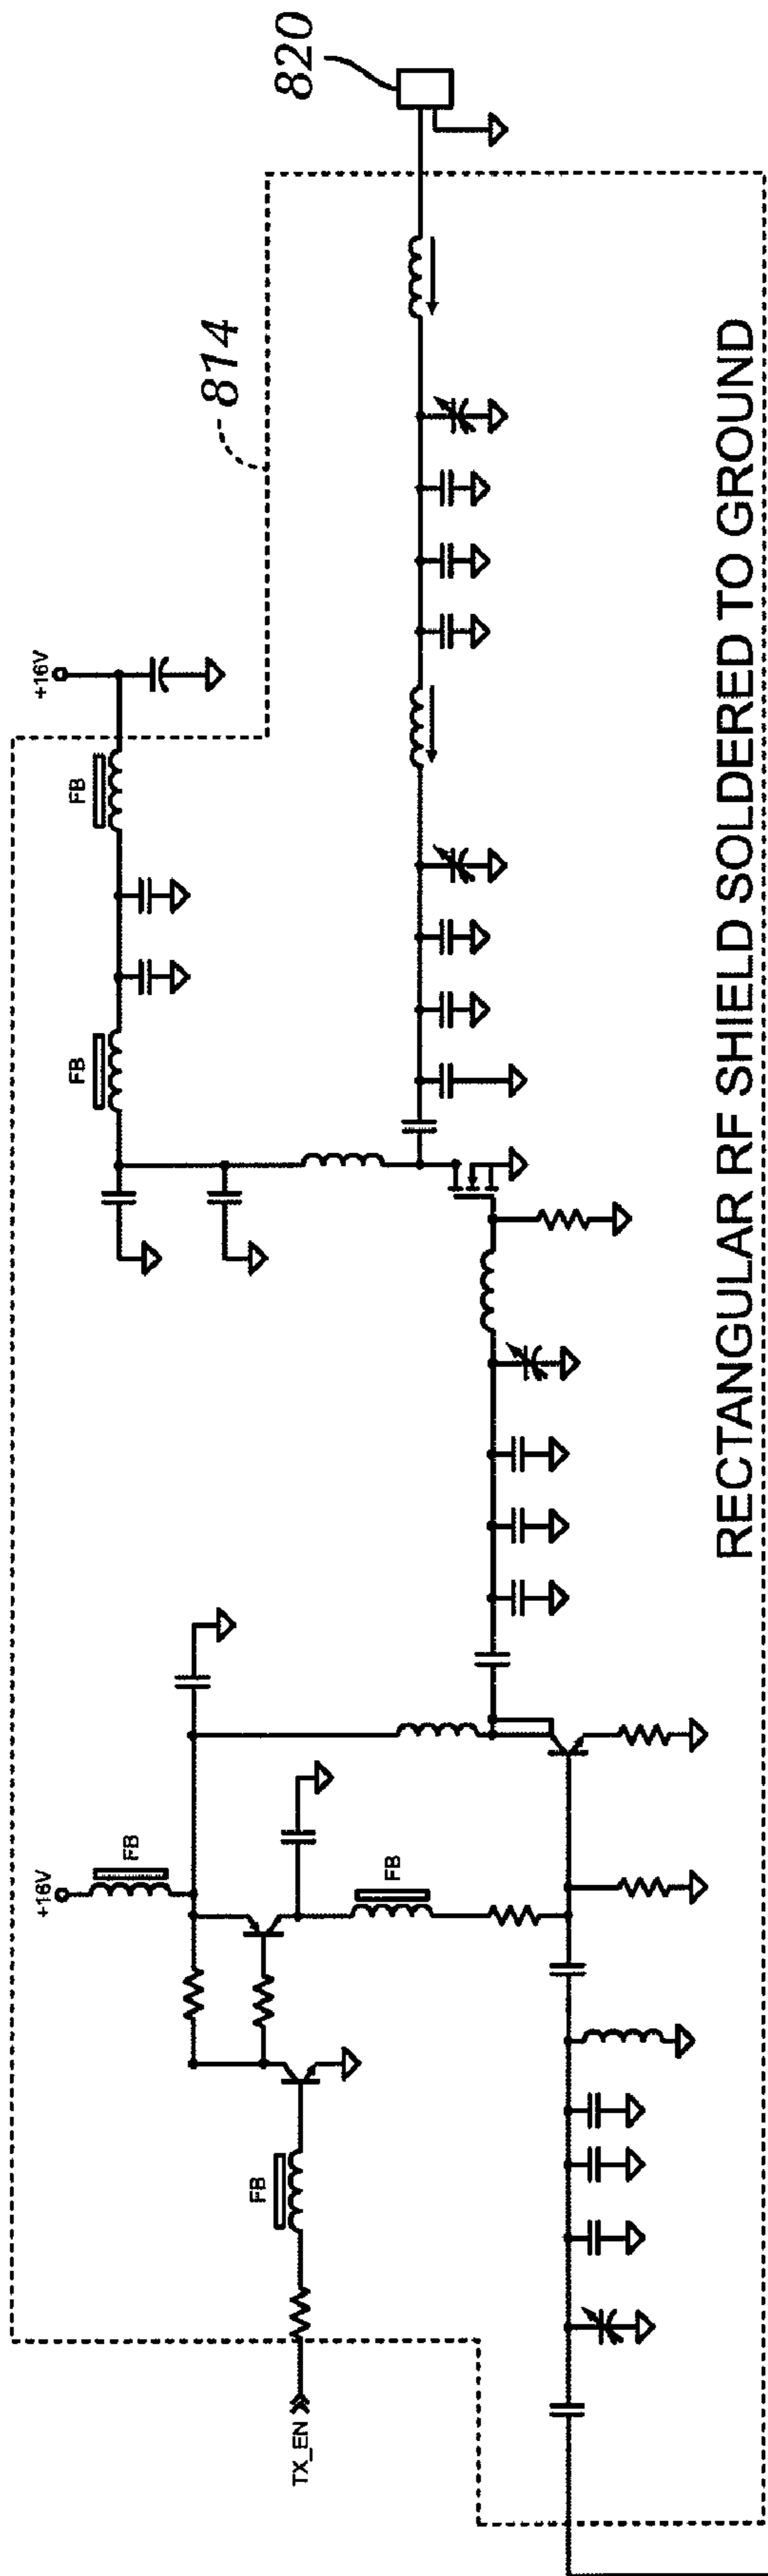 820
814
+16V
FB
FB
+16V
FB
FB
FB
TX_EN
RECTANGULAR RF SHIELD SOLDERED TO GROUND